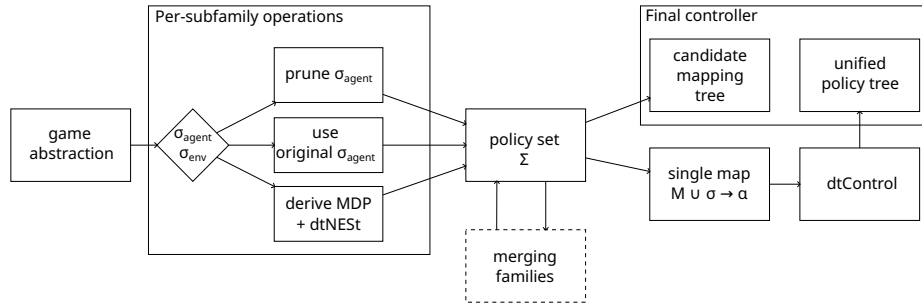 Per-subfamily operations
Final controller
game
abstraction
σagent
σenv
prune σagent
use
original σagent
derive MDP
+ dtNESt
policy set
Σ
merging
families
candidate
mapping
tree
unified
policy tree
single map
M ∪ σ → α
dtControl